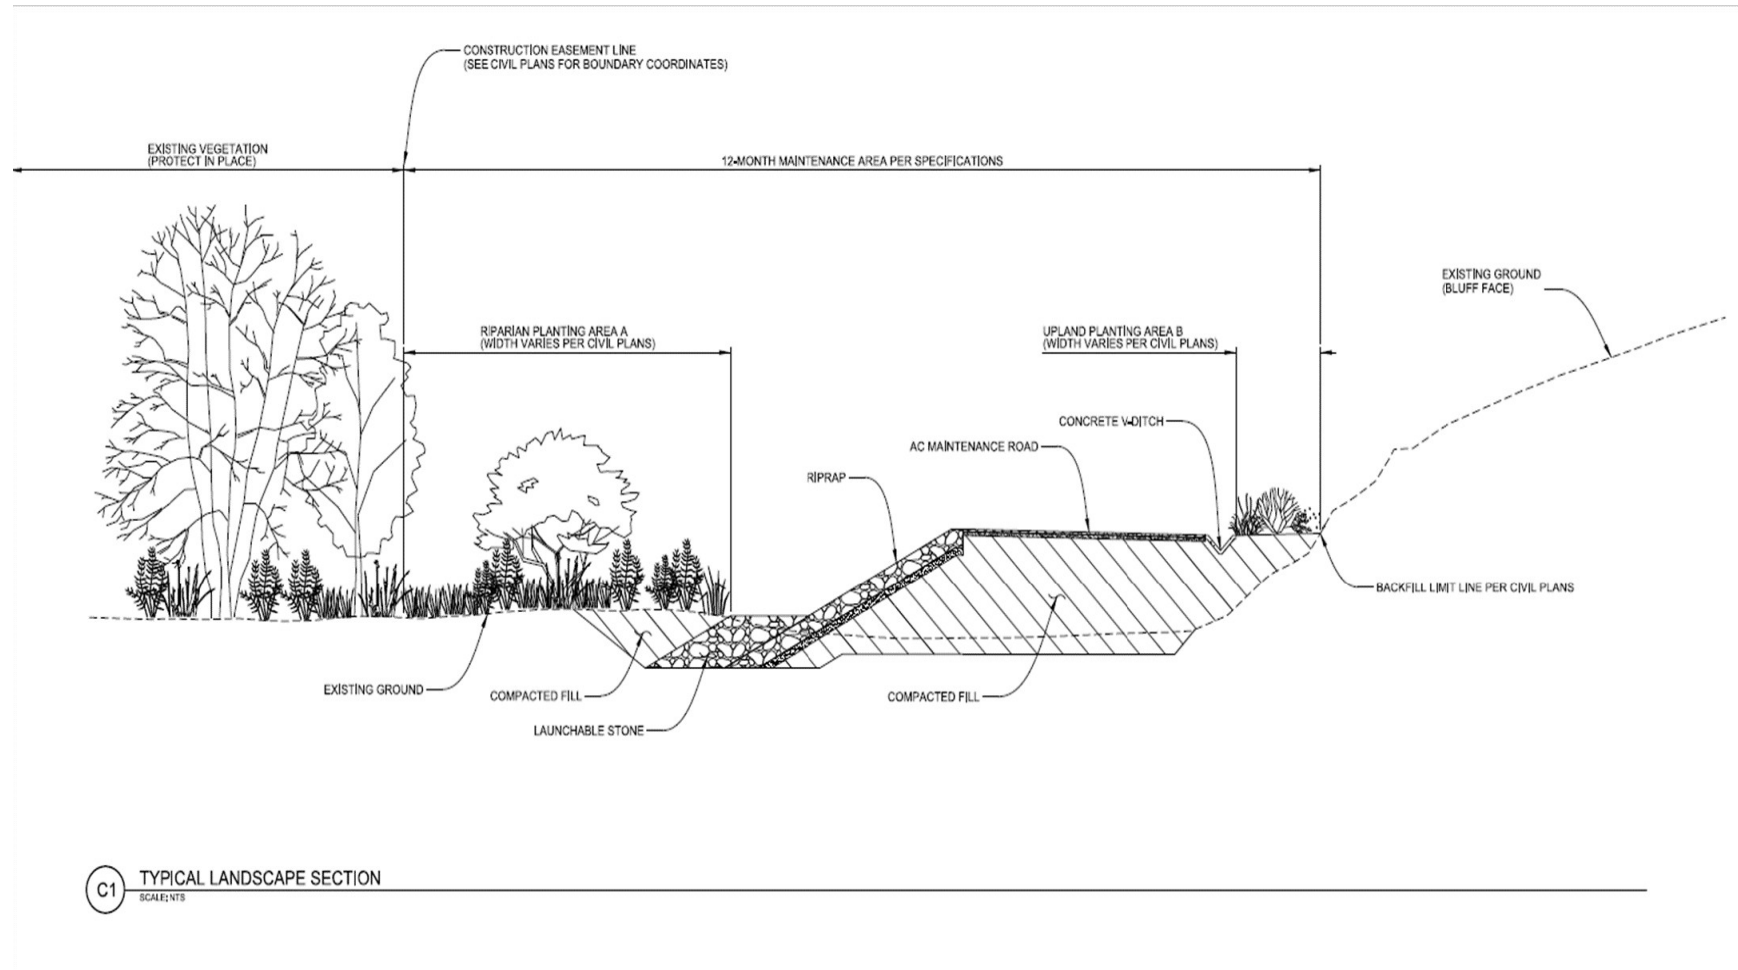 CONSTRUCTION EASEMENT LINE
(SEE CIVIL PLANS FOR BOUNDARY COORDINATES)
EXISTING VEGETATION
(PROTECT IN PLACE)
12-MONTH MAINTENANCE AREA PER SPECIFICATIONS
EXISTING GROUND
(BLUFF FACE)
RIPARIAN PLANTING AREA A
(WIDTH VARIES PER CIVIL PLANS)
UPLAND PLANTING AREA B
(WIDTH VARIES PER CIVIL PLANS)
CONCRETE V-DITCH
AC MAINTENANCE ROAD
RIPRAP
BACKFILL LIMIT LINE PER CIVIL PLANS
EXISTING GROUND
COMPACTED FILL
COMPACTED FILL
LAUNCHABLE STONE
C1
TYPICAL LANDSCAPE SECTION
SCALE: NTS